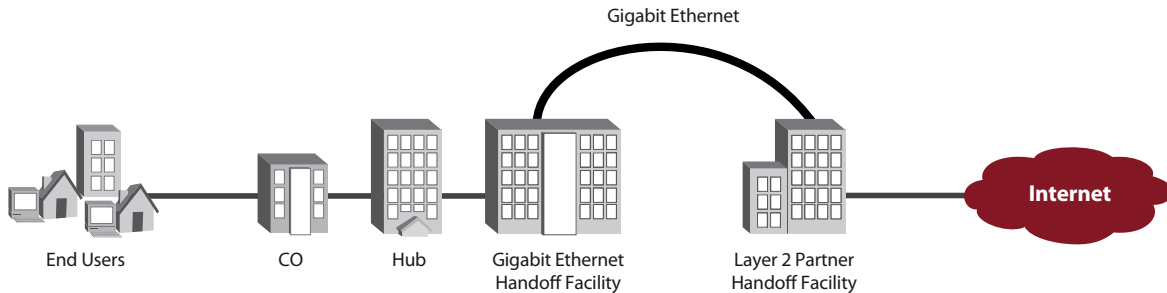 Gigabit Ethernet
Internet
End Users
CO
Hub
Gigabit Ethernet
Handoff Facility
Layer 2 Partner
Handoff Facility